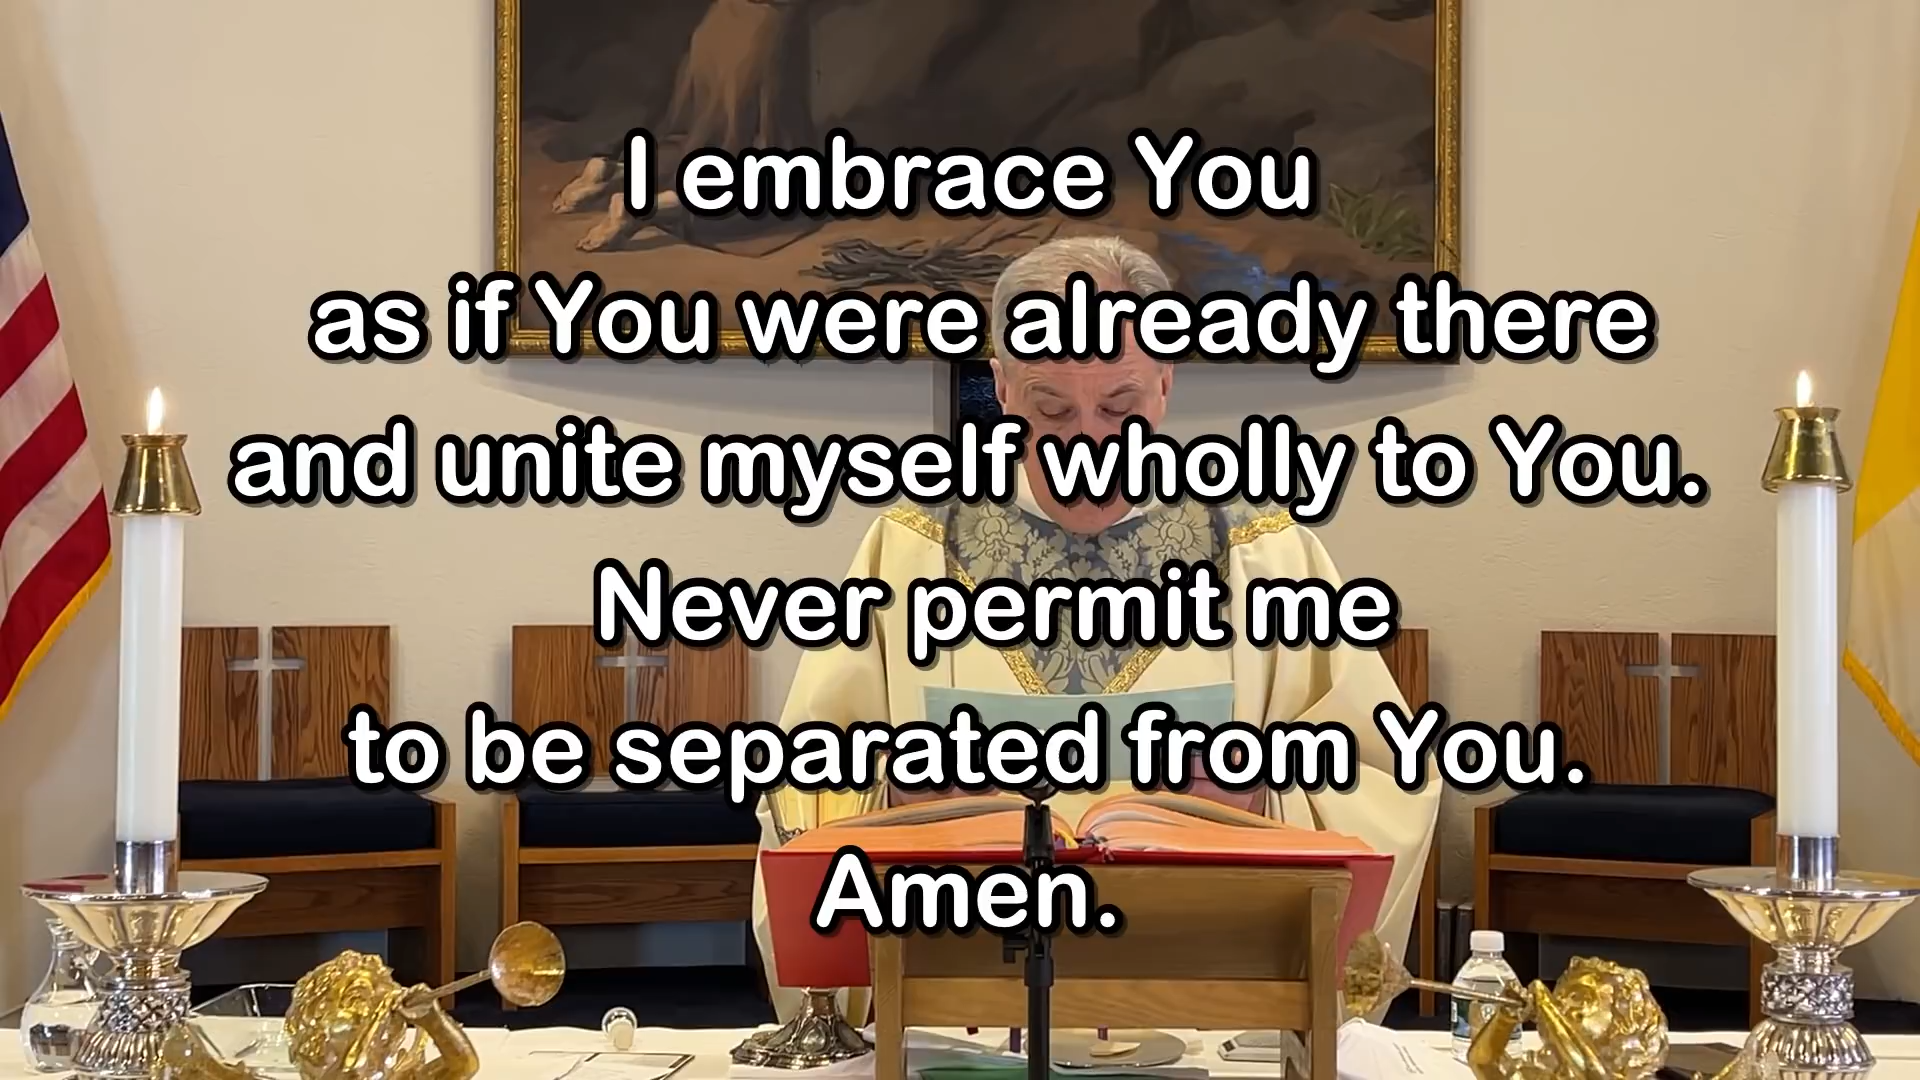 I embrace You
as if You were already there
and unite myself wholly to You.
Never permit me
to be separated from You.
Amen.